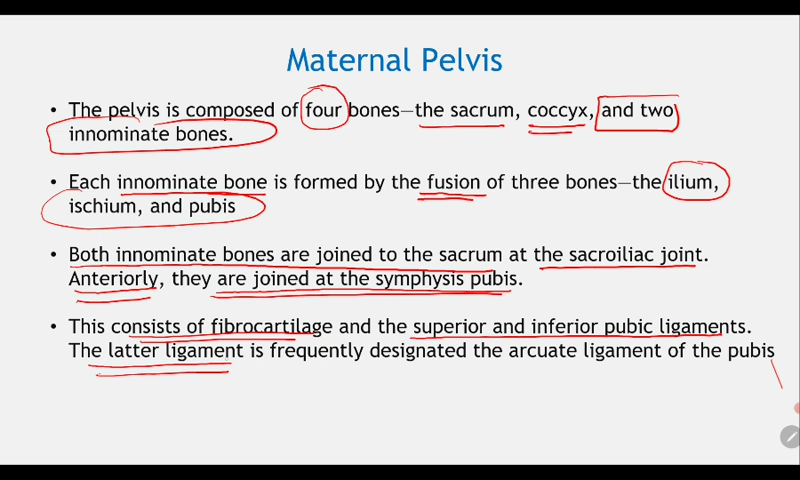 Maternal Pelvis
• The pelvis is composed of four bones—the sacrum, coccyx, and two
innominate bones.
• Each innominate bone is formed by the fusion of three bones—the ilium,
ischium, and pubis
• Both innominate bones are joined to the sacrum at the sacroiliac joint.
Anteriorly, they are joined at the symphysis pubis.
• This consists of fibrocartilage and the superior and inferior pubic ligaments.
The latter ligament is frequently designated the arcuate ligament of the pubis